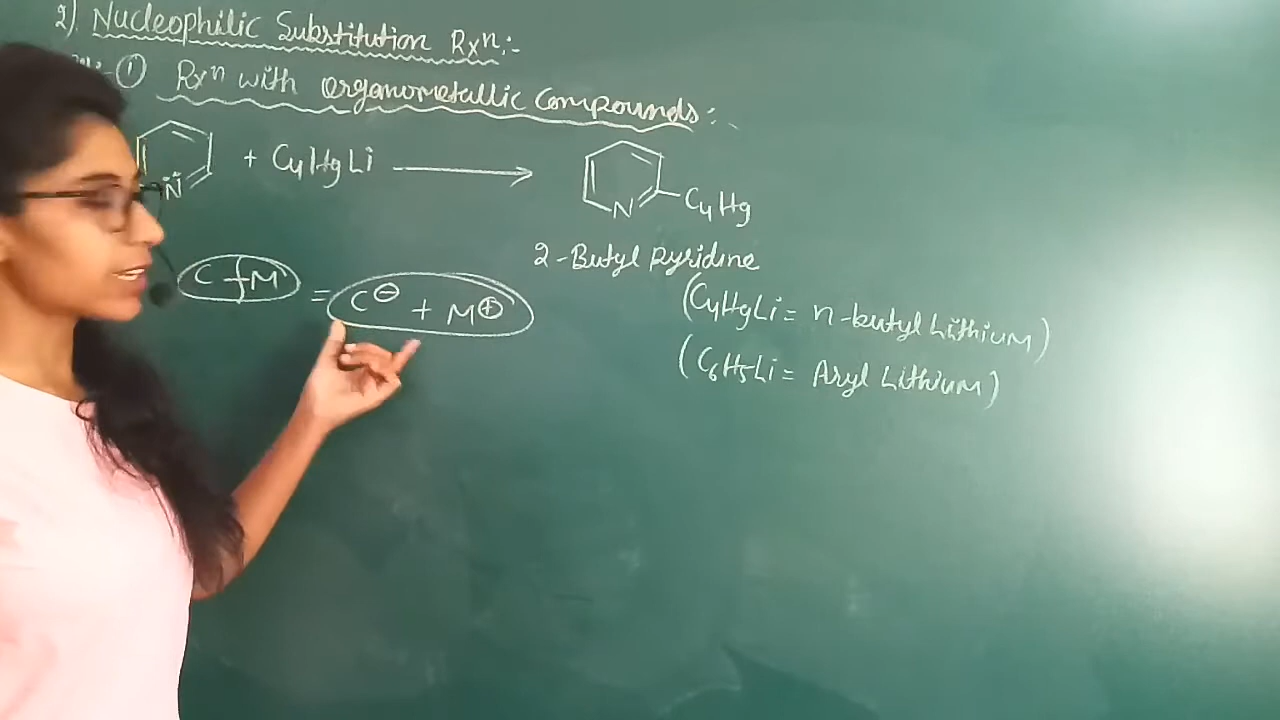 2) Nucleophilic Substitution Rxⁿ:-
① Rxⁿ with Organometallic Compounds:-
N̈ + C₄H₉Li ⟶ N C₄H₉
2-Butyl pyridine
C + M = C⊖ + M⊕
(C₄H₉Li = n-butyl Lithium)
(C₆H₅Li = Aryl Lithium)